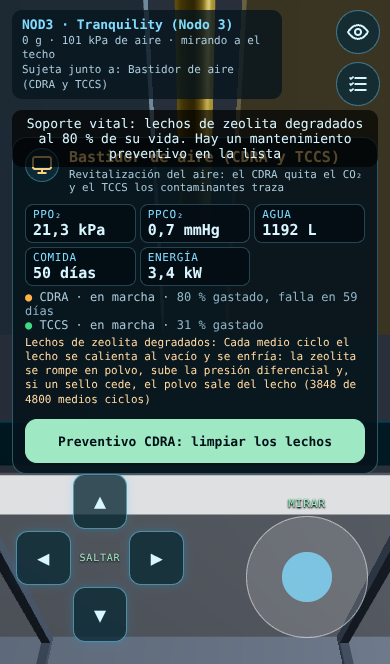 NOD3 · Tranquility (Nodo 3)
0 g · 101 kPa de aire · mirando a el
techo
Sujeta junto a: Bastidor de aire
(CDRA y TCCS)
Soporte vital: lechos de zeolita degradados
al 80 % de su vida. Hay un mantenimiento
preventivo en la lista
Bastidor de aire (CDRA y TCCS)
Revitalización del aire: el CDRA quita el CO₂
y el TCCS los contaminantes traza
PPO₂
21,3 kPa
PPCO₂
0,7 mmHg
AGUA
1192 L
COMIDA
50 días
ENERGÍA
3,4 kW
CDRA · en marcha · 80 % gastado, falla en 59
días
TCCS · en marcha · 31 % gastado
Lechos de zeolita degradados: Cada medio ciclo el
lecho se calienta al vacío y se enfría: la zeolita
se rompe en polvo, sube la presión diferencial y,
si un sello cede, el polvo sale del lecho (3848 de
4800 medios ciclos)
Preventivo CDRA: limpiar los lechos
MIRAR
SALTAR